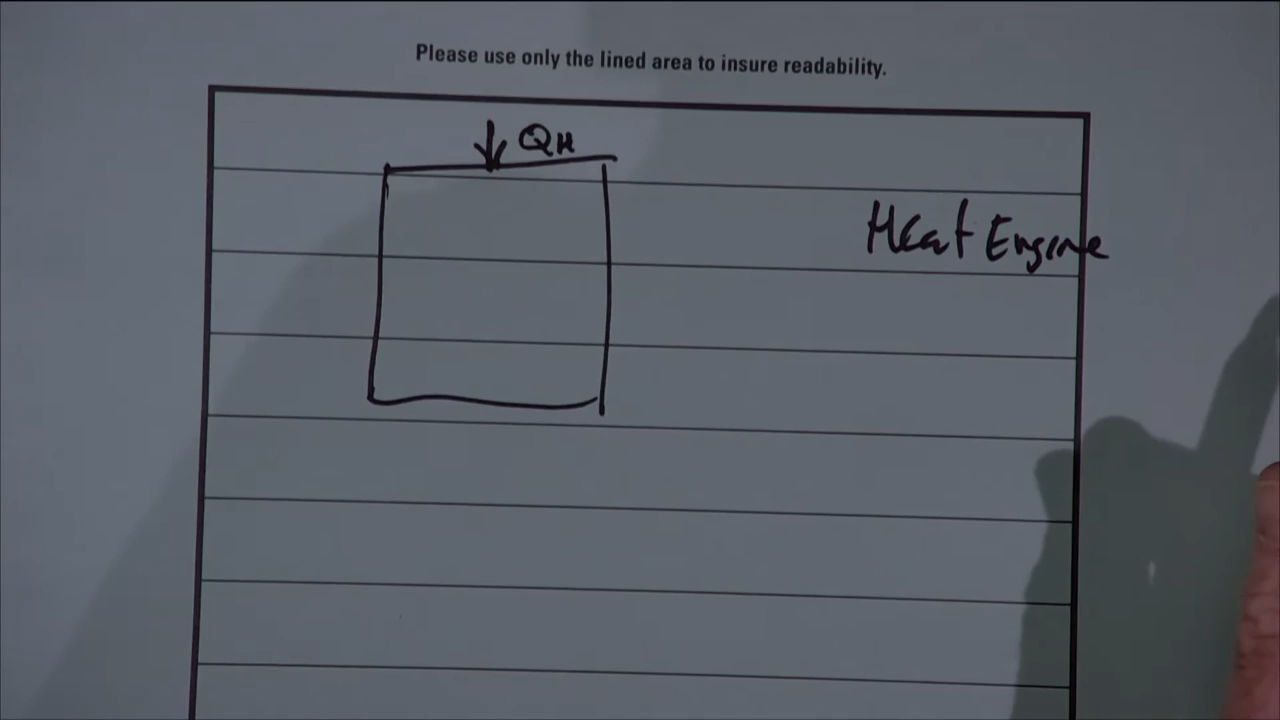 Please use only the lined area to insure readability.
QH
Heat Engine